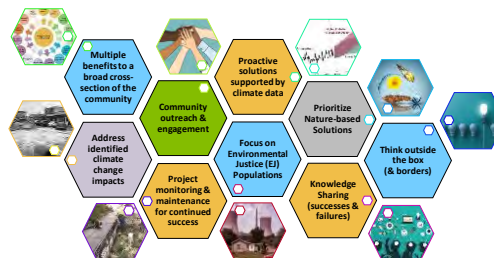 Multiple
benefits to a
broad cross-
section of the
community
Community
outreach &
engagement
Proactive
solutions
supported by
climate data
Prioritize
Nature-based
Solutions
Think outside
the box
(& borders)
Address
identified
climate
change
impacts
Project
monitoring &
maintenance
for continued
success
Focus on
Environmental
Justice (EJ)
Populations
Knowledge
Sharing
(successes &
failures)